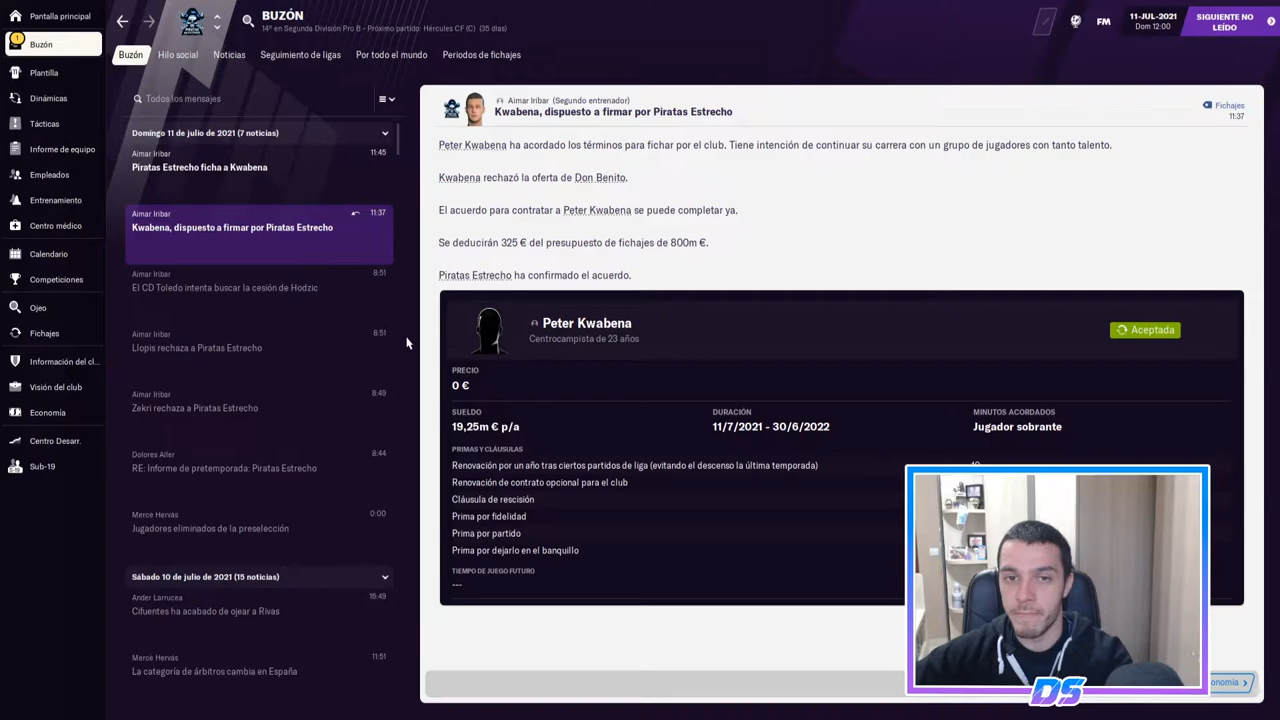 Pantalla principal
Buzón
1
Plantilla
Dinámicas
Tácticas
Informe de equipo
Empleados
Entrenamiento
Centro médico
Calendario
Competiciones
Ojeo
Fichajes
Información del cl...
Visión del club
Economía
Centro Desarr.
Sub-19
BUZÓN
14º en Segunda División Pro B - Próximo partido: Hércules CF (C) (35 días)
FM
11-JUL-2021
Dom 12:00
SIGUIENTE NO
LEÍDO
Buzón
Hilo social
Noticias
Seguimiento de ligas
Por todo el mundo
Periodos de fichajes
Todos los mensajes
Domingo 11 de julio de 2021 (7 noticias)
Aimar Iribar 11:45
Piratas Estrecho ficha a Kwabena
Aimar Iribar 11:37
Kwabena, dispuesto a firmar por Piratas Estrecho
Aimar Iribar 8:51
El CD Toledo intenta buscar la cesión de Hodzic
Aimar Iribar 8:51
Llopis rechaza a Piratas Estrecho
Aimar Iribar 8:49
Zekri rechaza a Piratas Estrecho
Dolores Aller 8:44
RE: Informe de pretemporada: Piratas Estrecho
Mercè Hervás 0:00
Jugadores eliminados de la preselección
Sábado 10 de julio de 2021 (15 noticias)
Ander Larrucea 16:49
Cifuentes ha acabado de ojear a Rivas
Mercè Hervás 11:51
La categoría de árbitros cambia en España
Aimar Iribar (Segundo entrenador)
Kwabena, dispuesto a firmar por Piratas Estrecho
Fichajes
11:37
Peter Kwabena ha acordado los términos para fichar por el club. Tiene intención de continuar su carrera con un grupo de jugadores con tanto talento.
Kwabena rechazó la oferta de Don Benito.
El acuerdo para contratar a Peter Kwabena se puede completar ya.
Se deducirán 325 € del presupuesto de fichajes de 800m €.
Piratas Estrecho ha confirmado el acuerdo.
Peter Kwabena
Centrocampista de 23 años
Aceptada
PRECIO
0 €
SUELDO DURACIÓN MINUTOS ACORDADOS
19,25m € p/a 11/7/2021 - 30/6/2022 Jugador sobrante
PRIMAS Y CLÁUSULAS
Renovación por un año tras ciertos partidos de liga (evitando el descenso la última temporada)
Renovación de contrato opcional para el club
Cláusula de rescisión
Prima por fidelidad
Prima por partido
Prima por dejarlo en el banquillo
TIEMPO DE JUEGO FUTURO
---
onomía
DS